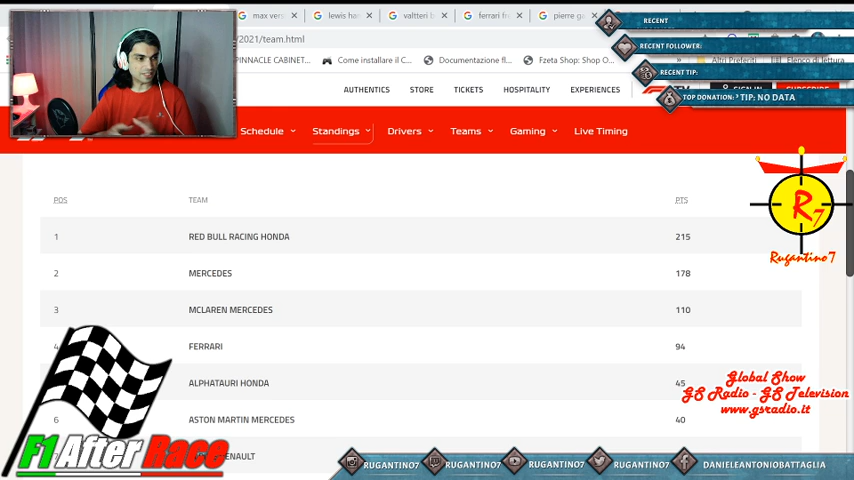 max vers
lewis han
valtteri b
ferrari fr
pierre ga
/2021/team.html
PINNACLE CABINET...
Come installare il C...
Documentazione fl...
Fzeta Shop: Shop O...
Altri Preferiti
Elenco di lettura
RECENT
RECENT FOLLOWER:
RECENT TIP:
TOP DONATION: TIP: NO DATA
AUTHENTICS
STORE
TICKETS
HOSPITALITY
EXPERIENCES
SIGN IN
SUBSCRIBE
Schedule
Standings
Drivers
Teams
Gaming
Live Timing
POS TEAM PTS
1 RED BULL RACING HONDA 215
2 MERCEDES 178
3 MCLAREN MERCEDES 110
4 FERRARI 94
ALPHATAURI HONDA 45
6 ASTON MARTIN MERCEDES 40
R7
Rugantino7
Global Show
GS Radio - GS Television
www.gsradio.it
F1 After Race
RUGANTINO7
RUGANTINO7
RUGANTINO7
RUGANTINO7
DANIELEANTONIOBATTAGLIA